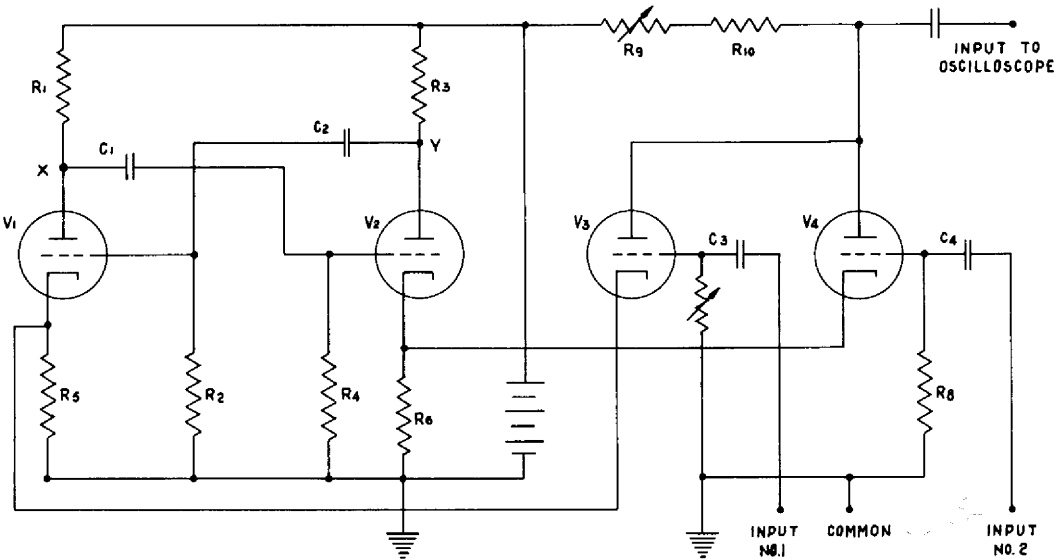 R1
R3
R9
R10
INPUT TO
OSCILLOSCOPE
C1
C2
X
Y
V1
V2
V3
V4
C3
C4
R5
R2
R4
R6
R8
INPUT
NO.1
COMMON
INPUT
NO.2